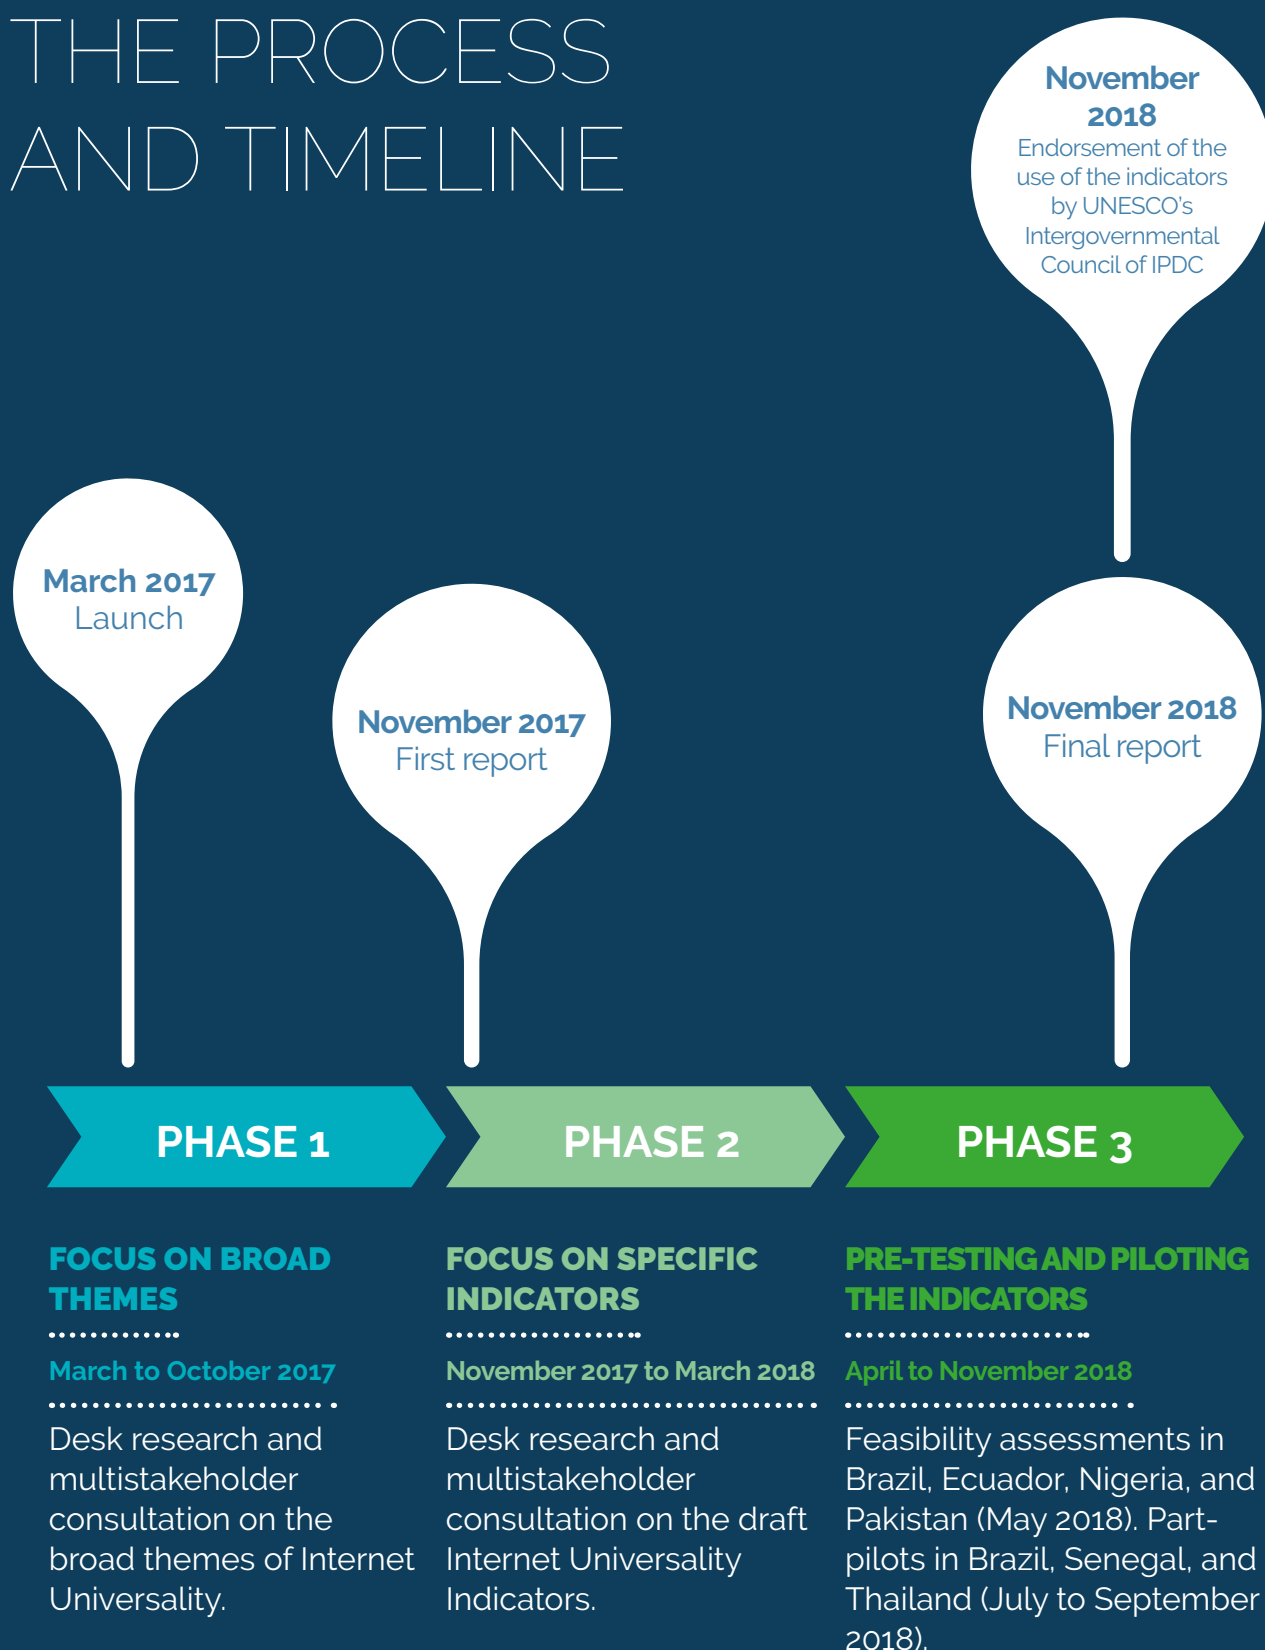 THE PROCESS
AND TIMELINE
November
2018
Endorsement of the
use of the indicators
by UNESCO's
Intergovernmental
Council of IPDC
March 2017
Launch
November 2017
First report
November 2018
Final report
PHASE 1
PHASE 2
PHASE 3
FOCUS ON BROAD
THEMES
March to October 2017
Desk research and
multistakeholder
consultation on the
broad themes of Internet
Universality.
FOCUS ON SPECIFIC
INDICATORS
November 2017 to March 2018
Desk research and
multistakeholder
consultation on the draft
Internet Universality
Indicators.
PRE-TESTING AND PILOTING
THE INDICATORS
April to November 2018
Feasibility assessments in
Brazil, Ecuador, Nigeria, and
Pakistan (May 2018). Part-
pilots in Brazil, Senegal, and
Thailand (July to September
2018).